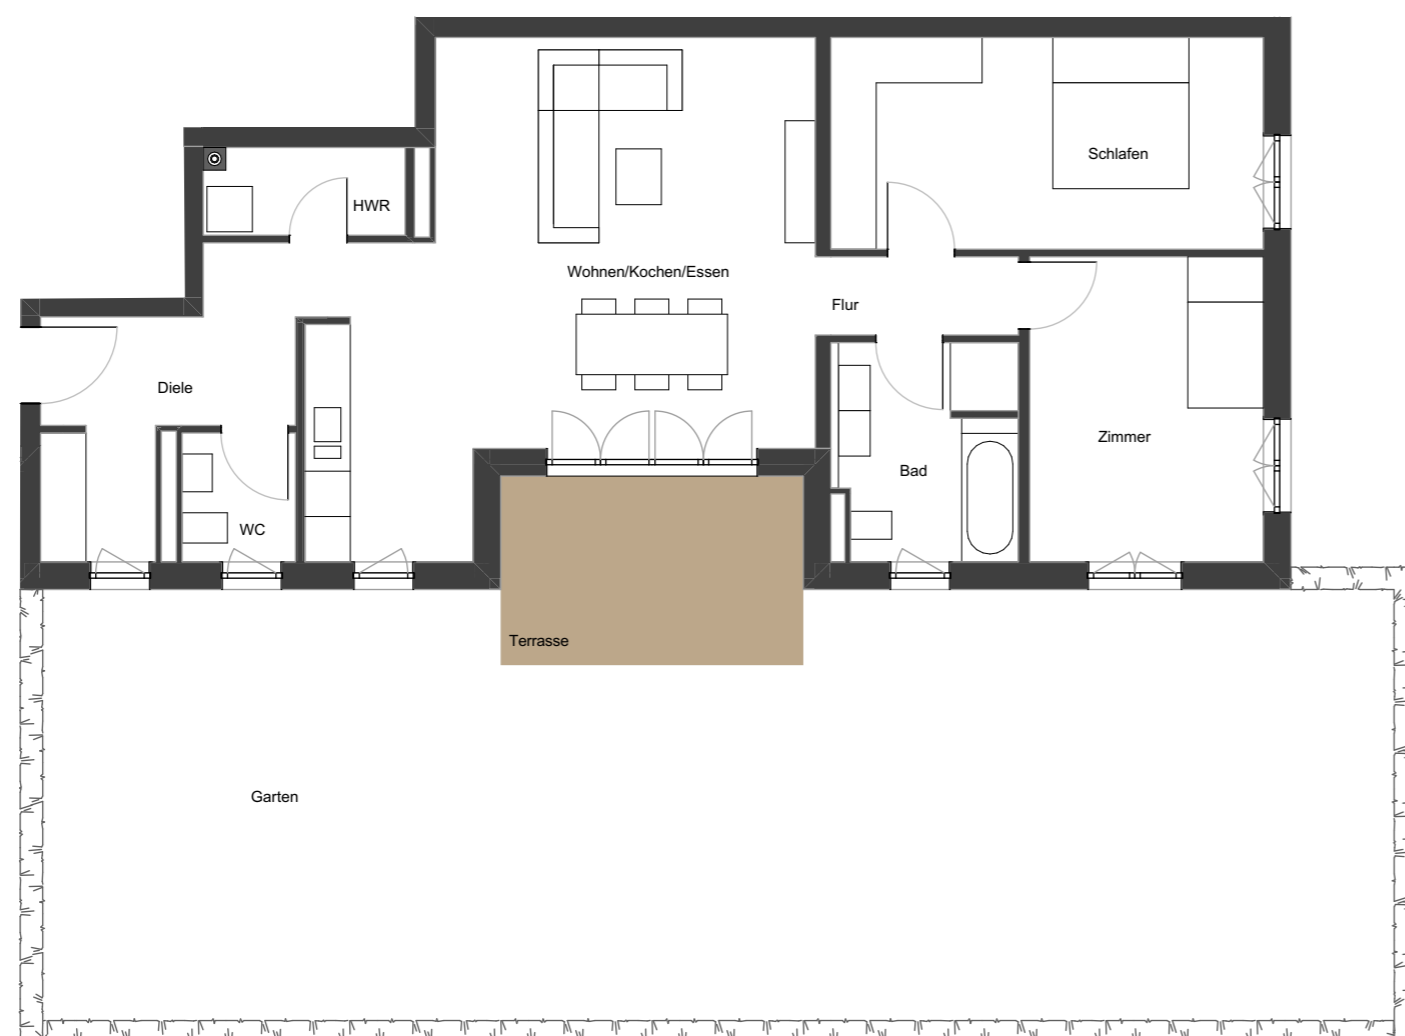 Schlafen
HWR
Wohnen/Kochen/Essen
Flur
Diele
Zimmer
Bad
WC
Terrasse
Garten